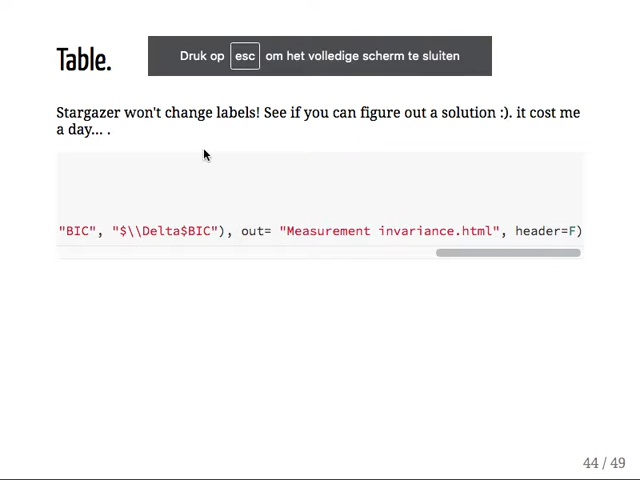 Table.
Druk op esc om het volledige scherm te sluiten
Stargazer won't change labels! See if you can figure out a solution :). it cost me
a day... .
"BIC", "$\\Delta$BIC"), out= "Measurement invariance.html", header=F)
44 / 49